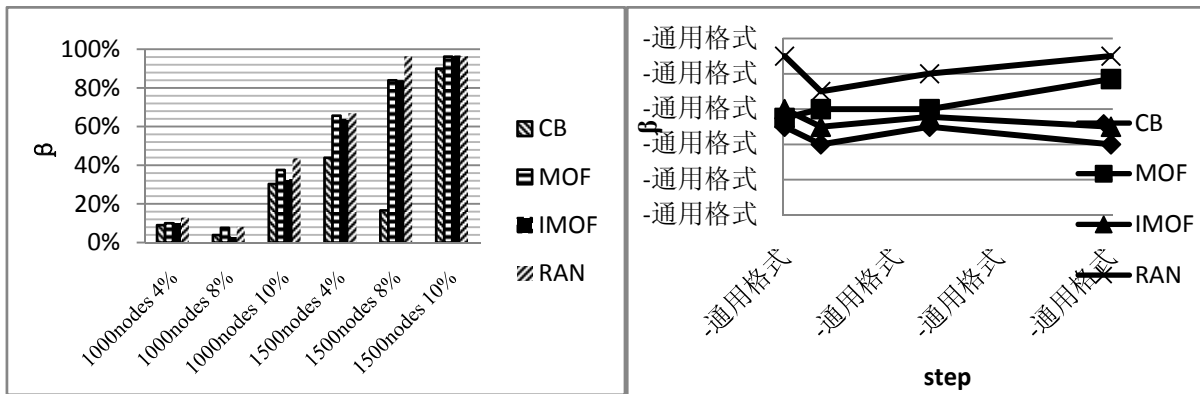 100%
80%
60%
40%
20%
0%
β
1000nodes 4%
1000nodes 8%
1000nodes 10%
1500nodes 4%
1500nodes 8%
1500nodes 10%
CB
MOF
IMOF
RAN
-通用格式
-通用格式
-通用格式
-通用格式
-通用格式
-通用格式
β
-通用格式
-通用格式
-通用格式
-通用格式
step
CB
MOF
IMOF
RAN